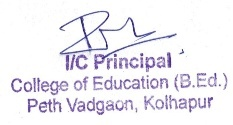 I/C Principal
College of Education (B.Ed.)
Peth Vadgaon, Kolhapur